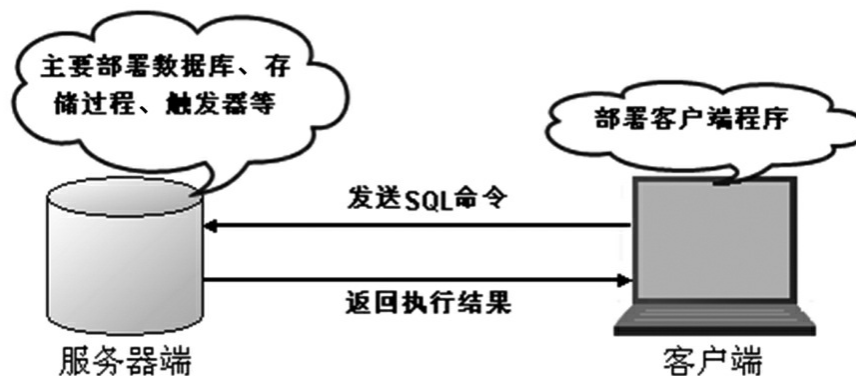 主要部署数据库、存
储过程、触发器等
部署客户端程序
发送SQL命令
返回执行结果
服务器端
客户端